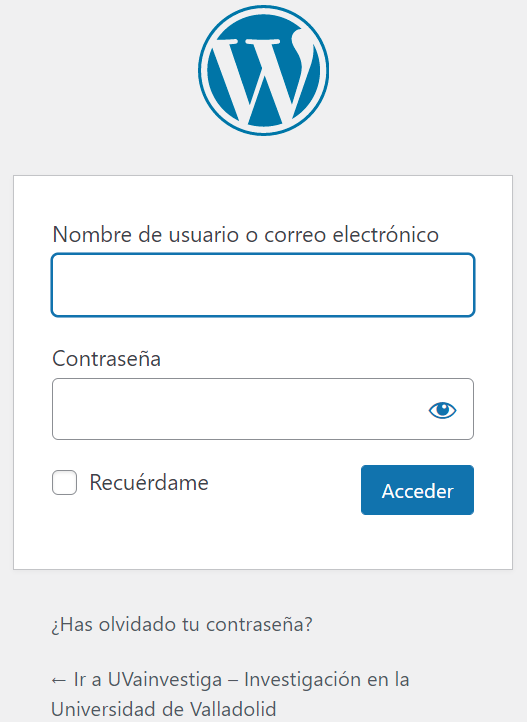 Nombre de usuario o correo electrónico
Contraseña
Recuérdame
Acceder
¿Has olvidado tu contraseña?
← Ir a UVainvestiga – Investigación en la
Universidad de Valladolid